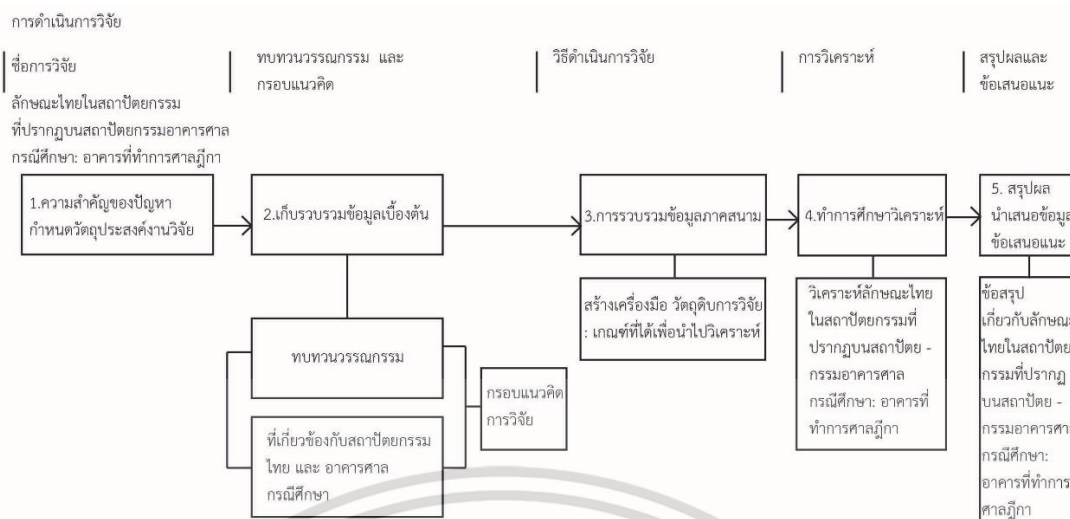 การดำเนินการวิจัย
ชื่อการวิจัย
ทบทวนวรรณกรรม และ
กรอบแนวคิด
วิธีดำเนินการวิจัย
การวิเคราะห์
สรุปผลและ
ข้อเสนอแนะ
ลักษณะไทยในสถาปัตยกรรม
ที่ปรากฏบนสถาปัตยกรรมอาคารศาล
กรณีศึกษา: อาคารที่ทำการศาลฎีกา
1.ความสำคัญของปัญหา
กำหนดวัตถุประสงค์งานวิจัย
2.เก็บรวบรวมข้อมูลเบื้องต้น
3.การรวบรวมข้อมูลภาคสนาม
4.ทำการศึกษาวิเคราะห์
5. สรุปผล
นำเสนอข้อมูล
ข้อเสนอแนะ
ทบทวนวรรณกรรม
ที่เกี่ยวข้องกับสถาปัตยกรรม
ไทย และ อาคารศาล
กรณีศึกษา
กรอบแนวคิด
การวิจัย
สร้างเครื่องมือ วัตถุดิบการวิจัย
: เกณฑ์ที่ได้เพื่อนำไปวิเคราะห์
วิเคราะห์ลักษณะไทย
ในสถาปัตยกรรมที่
ปรากฏบนสถาปัตย -
กรรมอาคารศาล
กรณีศึกษา: อาคารที่
ทำการศาลฎีกา
ข้อสรุป
เกี่ยวกับลักษณะ
ไทยในสถาปัตย
กรรมที่ปรากฏ
บนสถาปัตย -
กรรมอาคารศาล
กรณีศึกษา:
อาคารที่ทำการ
ศาลฎีกา